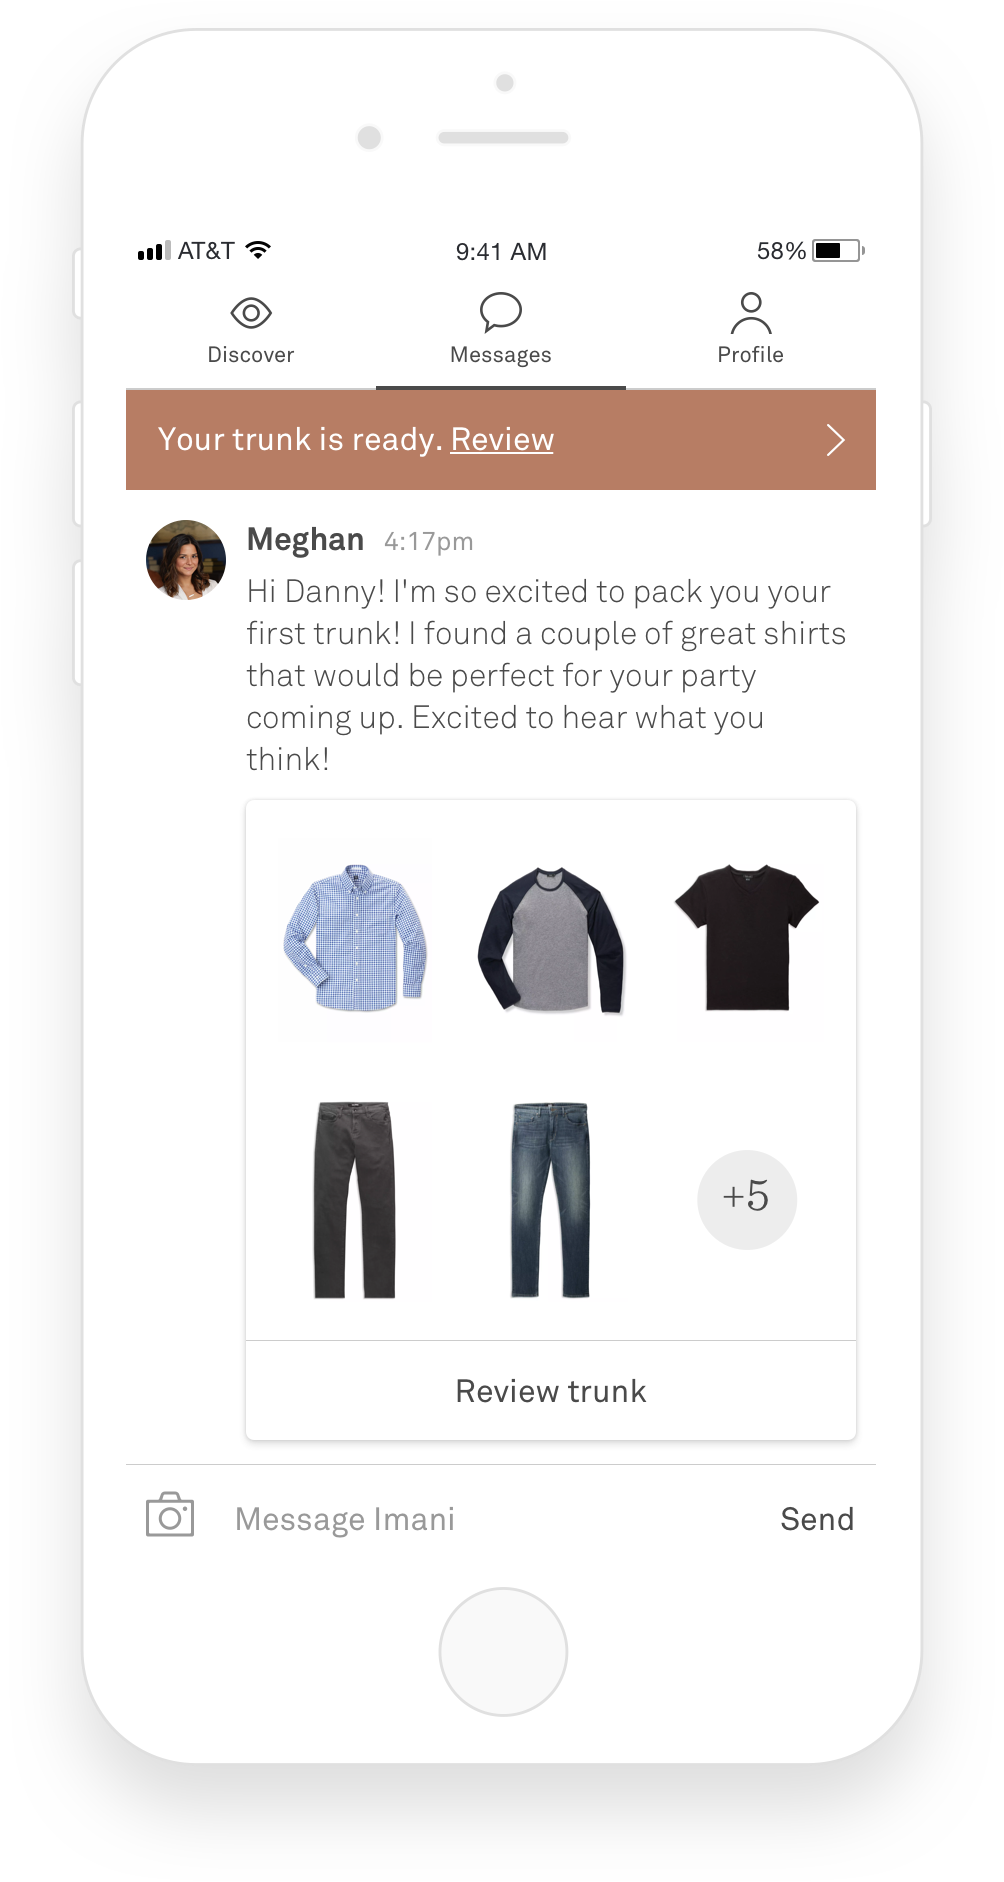 AT&T 9:41 AM 58%
Discover Messages Profile
Your trunk is ready. Review
Meghan 4:17pm
Hi Danny! I'm so excited to pack you your
first trunk! I found a couple of great shirts
that would be perfect for your party
coming up. Excited to hear what you
think!
+5
Review trunk
Message Imani Send